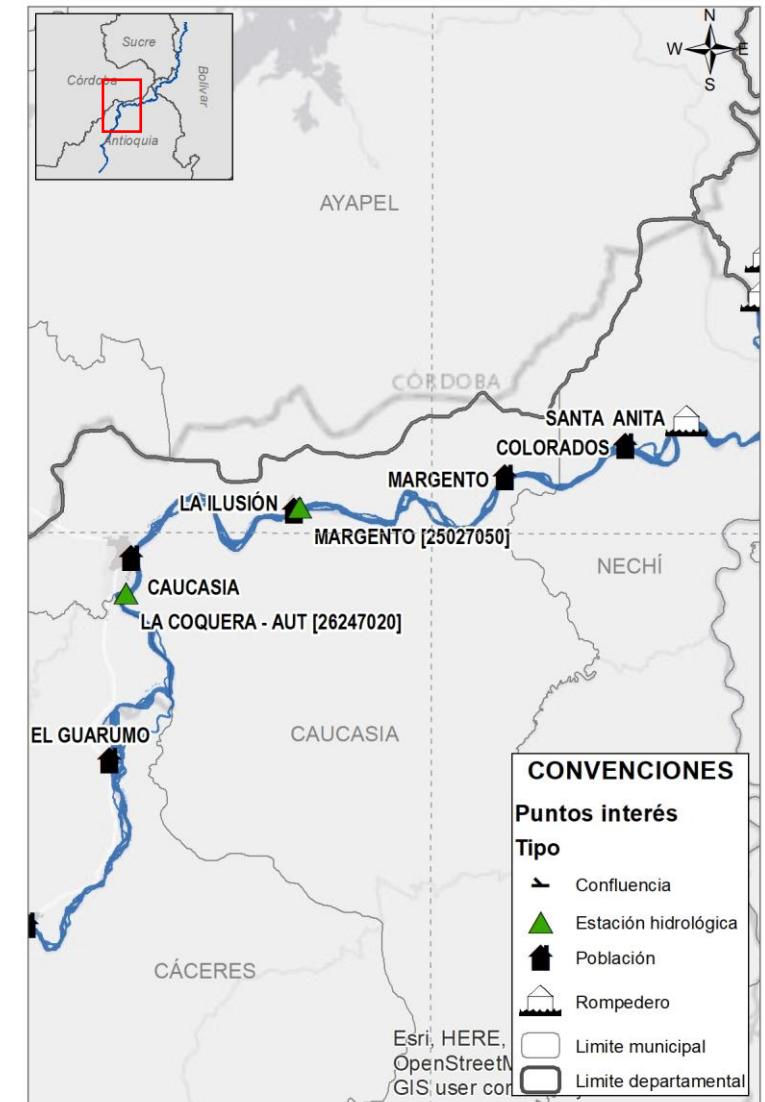 N
W E
S
Sucre
Córdoba
Bolívar
Antioquia
AYAPEL
CÓRDOBA
SANTA ANITA
COLORADOS
MARGENTO
LA ILUSIÓN
MARGENTO [25027050]
NECHÍ
CAUCASIA
LA COQUERA - AUT [26247020]
EL GUARUMO
CAUCASIA
CÁCERES
CONVENCIONES
Puntos interés
Tipo
Confluencia
Estación hidrológica
Población
Rompedero
Limite municipal
Limite departamental
Esri, HERE,
OpenStreetM
GIS user con